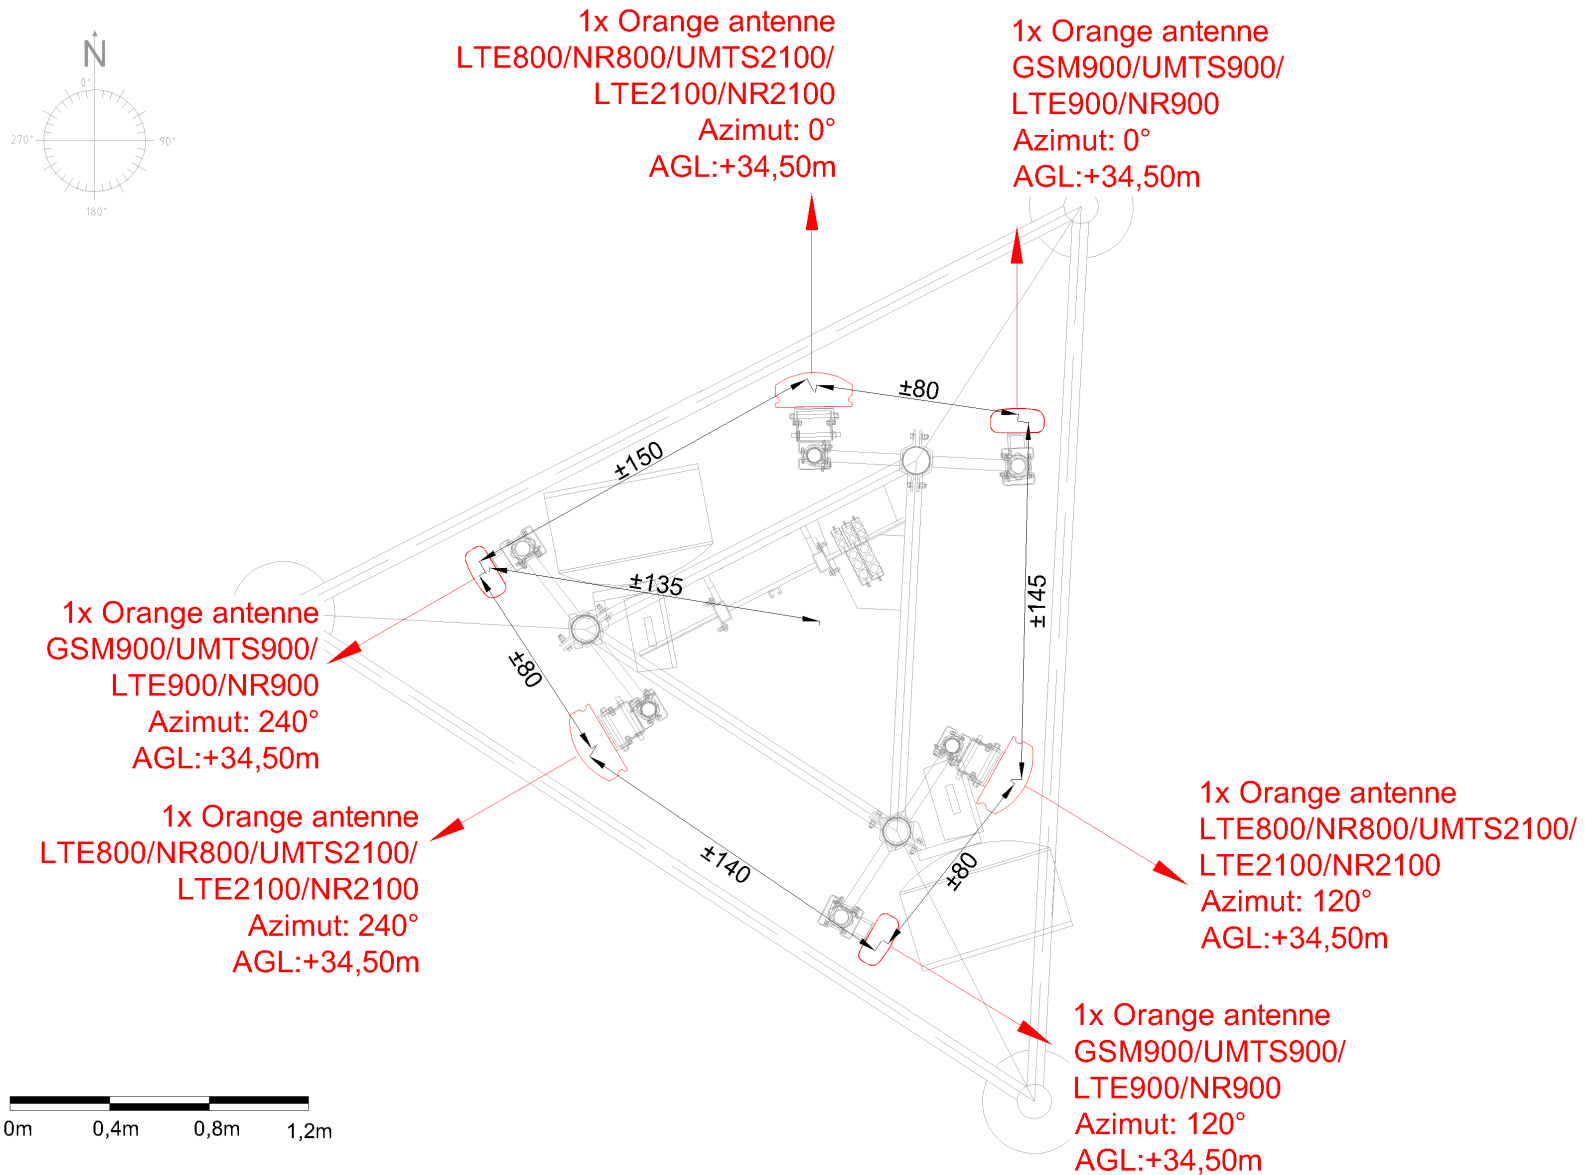 1x Orange antenne
LTE800/NR800/UMTS2100/
LTE2100/NR2100
Azimut: 0°
AGL:+34,50m
1x Orange antenne
GSM900/UMTS900/
LTE900/NR900
Azimut: 0°
AGL:+34,50m
N
0°
270°
90°
180°
±80
±150
±135
±145
±80
±140
±80
1x Orange antenne
GSM900/UMTS900/
LTE900/NR900
Azimut: 240°
AGL:+34,50m
1x Orange antenne
LTE800/NR800/UMTS2100/
LTE2100/NR2100
Azimut: 240°
AGL:+34,50m
1x Orange antenne
LTE800/NR800/UMTS2100/
LTE2100/NR2100
Azimut: 120°
AGL:+34,50m
1x Orange antenne
GSM900/UMTS900/
LTE900/NR900
Azimut: 120°
AGL:+34,50m
0m
0,4m
0,8m
1,2m